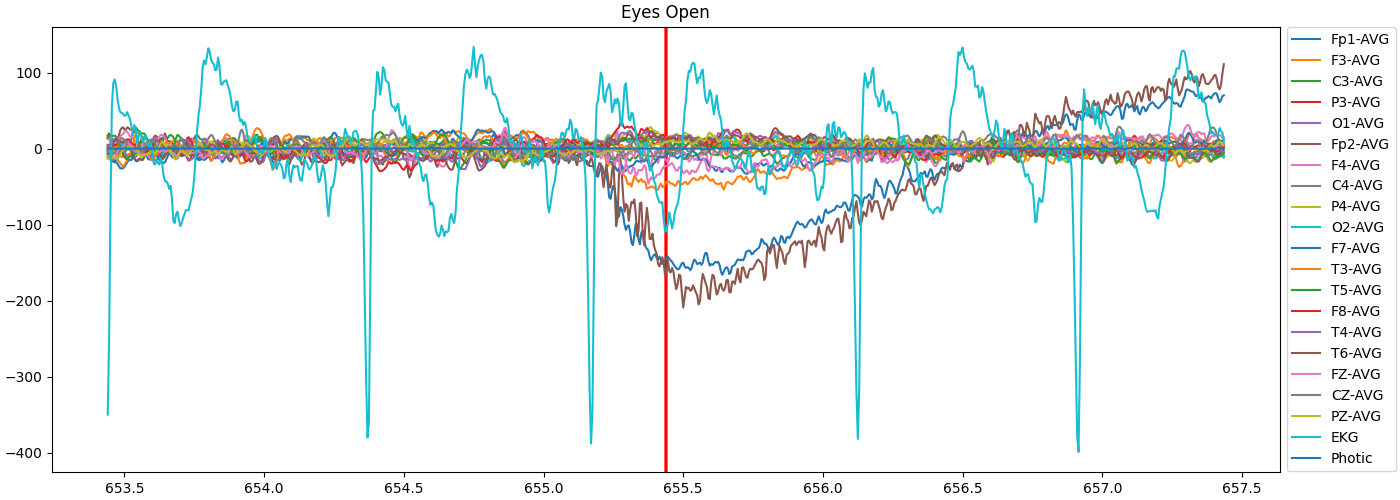 Eyes Open
100
0
−100
−200
−300
−400
653.5 654.0 654.5 655.0 655.5 656.0 656.5 657.0 657.5
Fp1-AVG
F3-AVG
C3-AVG
P3-AVG
O1-AVG
Fp2-AVG
F4-AVG
C4-AVG
P4-AVG
O2-AVG
F7-AVG
T3-AVG
T5-AVG
F8-AVG
T4-AVG
T6-AVG
FZ-AVG
CZ-AVG
PZ-AVG
EKG
Photic